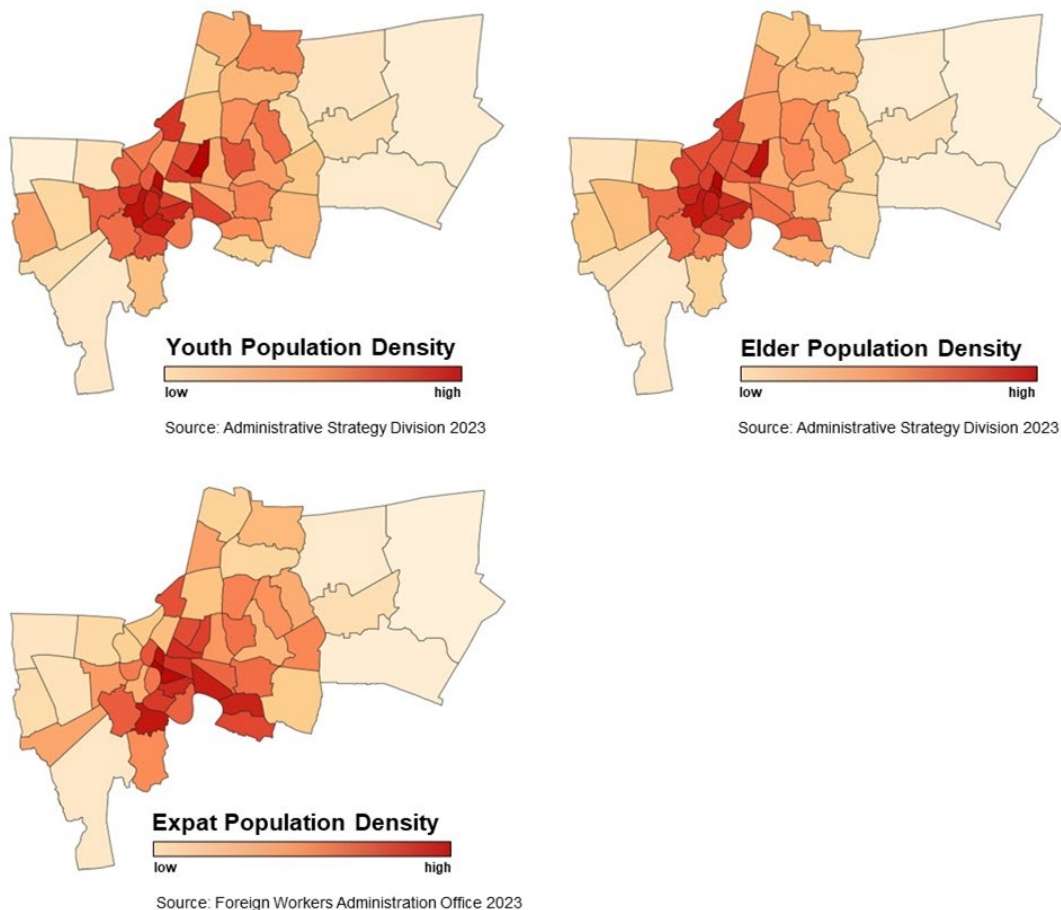 Youth Population Density
low high
Source: Administrative Strategy Division 2023
Elder Population Density
low high
Source: Administrative Strategy Division 2023
Expat Population Density
low high
Source: Foreign Workers Administration Office 2023